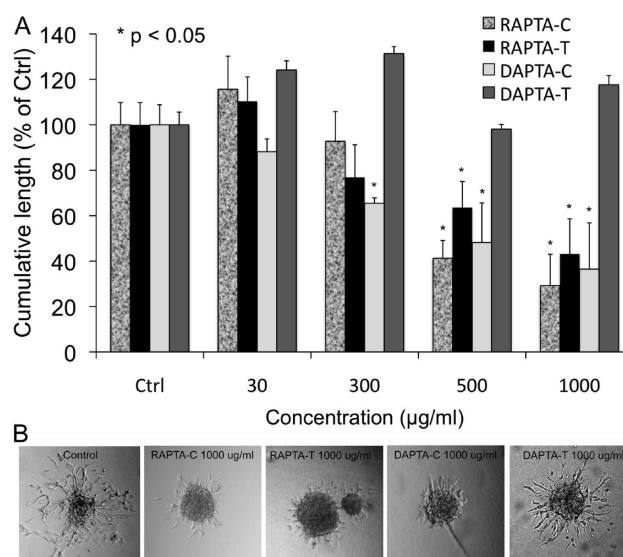 A
* p < 0.05
RAPTA-C
RAPTA-T
DAPTA-C
DAPTA-T
Cumulative length (% of Ctrl)
140
120
100
80
60
40
20
0
* * * * * * *
Ctrl 30 300 500 1000
Concentration (µg/ml)
B
Control RAPTA-C 1000 ug/ml RAPTA-T 1000 ug/ml DAPTA-C 1000 ug/ml DAPTA-T 1000 ug/ml